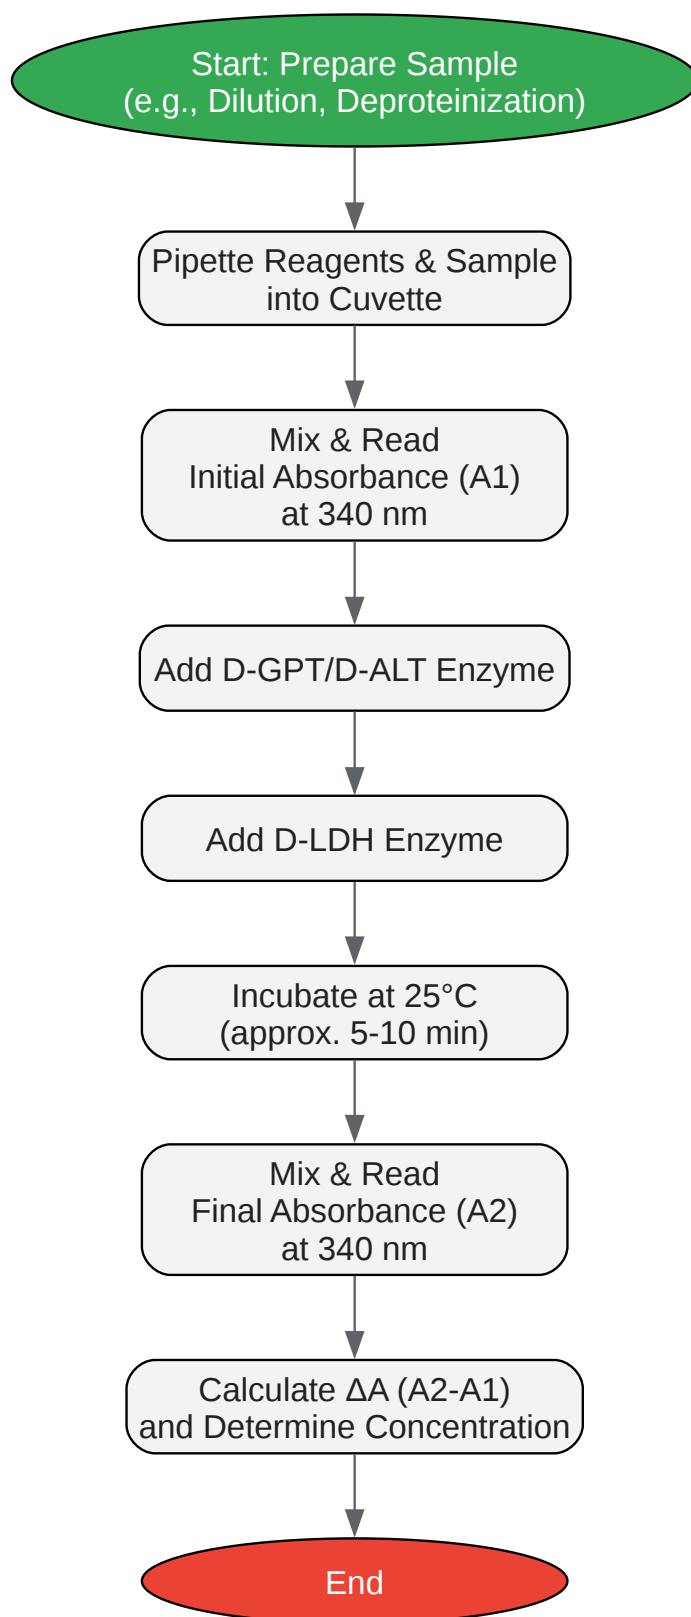 Start: Prepare Sample
(e.g., Dilution, Deproteinization)
Pipette Reagents & Sample
into Cuvette
Mix & Read
Initial Absorbance (A1)
at 340 nm
Add D-GPT/D-ALT Enzyme
Add D-LDH Enzyme
Incubate at 25°C
(approx. 5-10 min)
Mix & Read
Final Absorbance (A2)
at 340 nm
Calculate ΔA (A2-A1)
and Determine Concentration
End